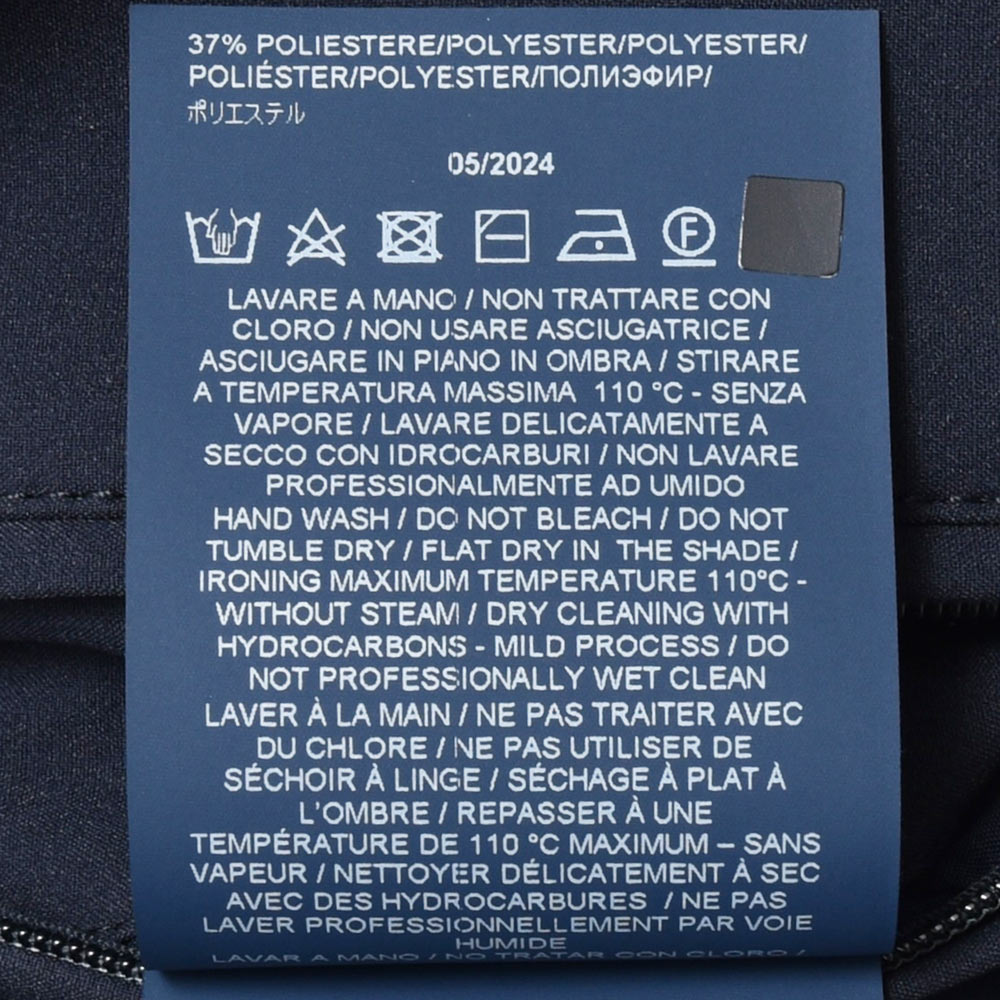 37% POLIESTERE/POLYESTER/POLYESTER/
POLIÉSTER/POLYESTER/ПОЛИЭФИР/
ポリエステル
05/2024
F
LAVARE A MANO / NON TRATTARE CON
CLORO / NON USARE ASCIUGATRICE /
ASCIUGARE IN PIANO IN OMBRA / STIRARE
A TEMPERATURA MASSIMA 110 °C - SENZA
VAPORE / LAVARE DELICATAMENTE A
SECCO CON IDROCARBURI / NON LAVARE
PROFESSIONALMENTE AD UMIDO
HAND WASH / DO NOT BLEACH / DO NOT
TUMBLE DRY / FLAT DRY IN THE SHADE /
IRONING MAXIMUM TEMPERATURE 110°C -
WITHOUT STEAM / DRY CLEANING WITH
HYDROCARBONS - MILD PROCESS / DO
NOT PROFESSIONALLY WET CLEAN
LAVER À LA MAIN / NE PAS TRAITER AVEC
DU CHLORE / NE PAS UTILISER DE
SÉCHOIR À LINGE / SÉCHAGE À PLAT À
L'OMBRE / REPASSER À UNE
TEMPÉRATURE DE 110 °C MAXIMUM – SANS
VAPEUR / NETTOYER DÉLICATEMENT À SEC
AVEC DES HYDROCARBURES / NE PAS
LAVER PROFESSIONNELLEMENT PAR VOIE
HUMIDE
LAVAR A MANO / NO TRATAR CON CLORO /